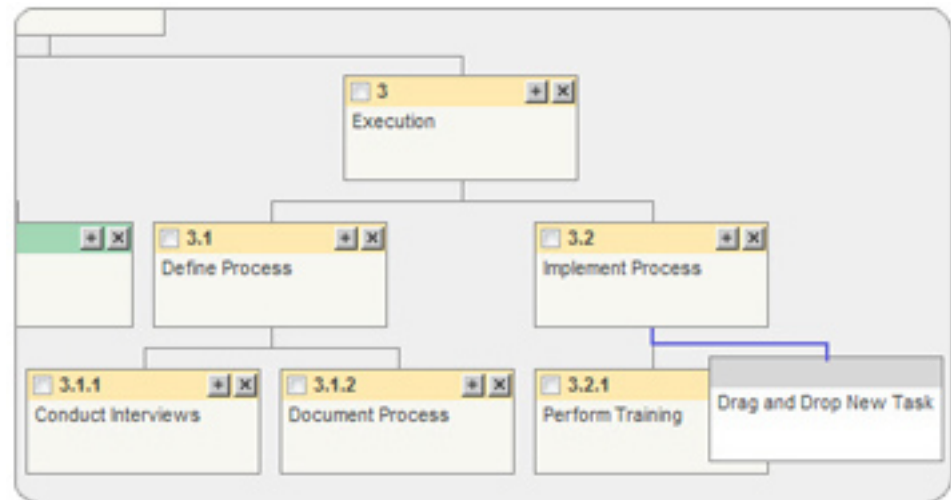 3
Execution
3.1
Define Process
3.2
Implement Process
3.1.1
Conduct Interviews
3.1.2
Document Process
3.2.1
Perform Training
Drag and Drop New Task